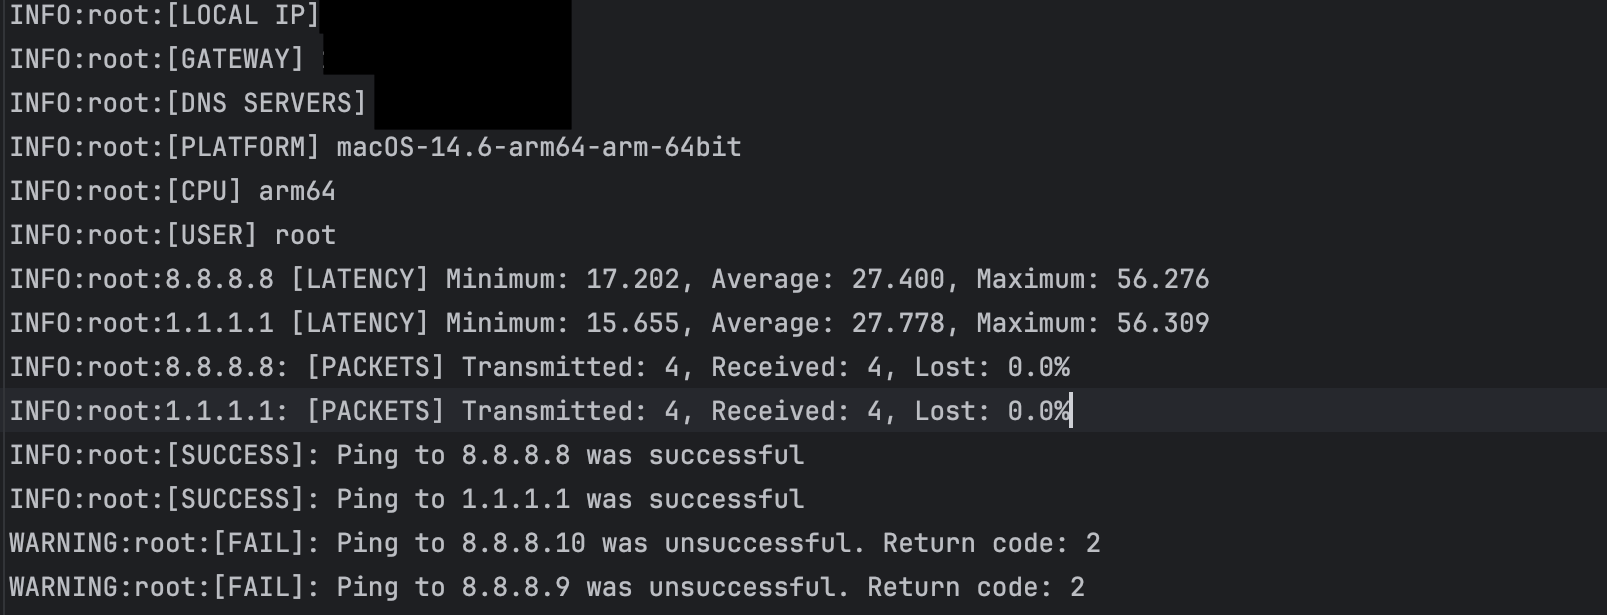 INFO:root:[LOCAL IP]
INFO:root:[GATEWAY]
INFO:root:[DNS SERVERS]
INFO:root:[PLATFORM] macOS-14.6-arm64-arm-64bit
INFO:root:[CPU] arm64
INFO:root:[USER] root
INFO:root:8.8.8.8 [LATENCY] Minimum: 17.202, Average: 27.400, Maximum: 56.276
INFO:root:1.1.1.1 [LATENCY] Minimum: 15.655, Average: 27.778, Maximum: 56.309
INFO:root:8.8.8.8: [PACKETS] Transmitted: 4, Received: 4, Lost: 0.0%
INFO:root:1.1.1.1: [PACKETS] Transmitted: 4, Received: 4, Lost: 0.0%
INFO:root:[SUCCESS]: Ping to 8.8.8.8 was successful
INFO:root:[SUCCESS]: Ping to 1.1.1.1 was successful
WARNING:root:[FAIL]: Ping to 8.8.8.10 was unsuccessful. Return code: 2
WARNING:root:[FAIL]: Ping to 8.8.8.9 was unsuccessful. Return code: 2